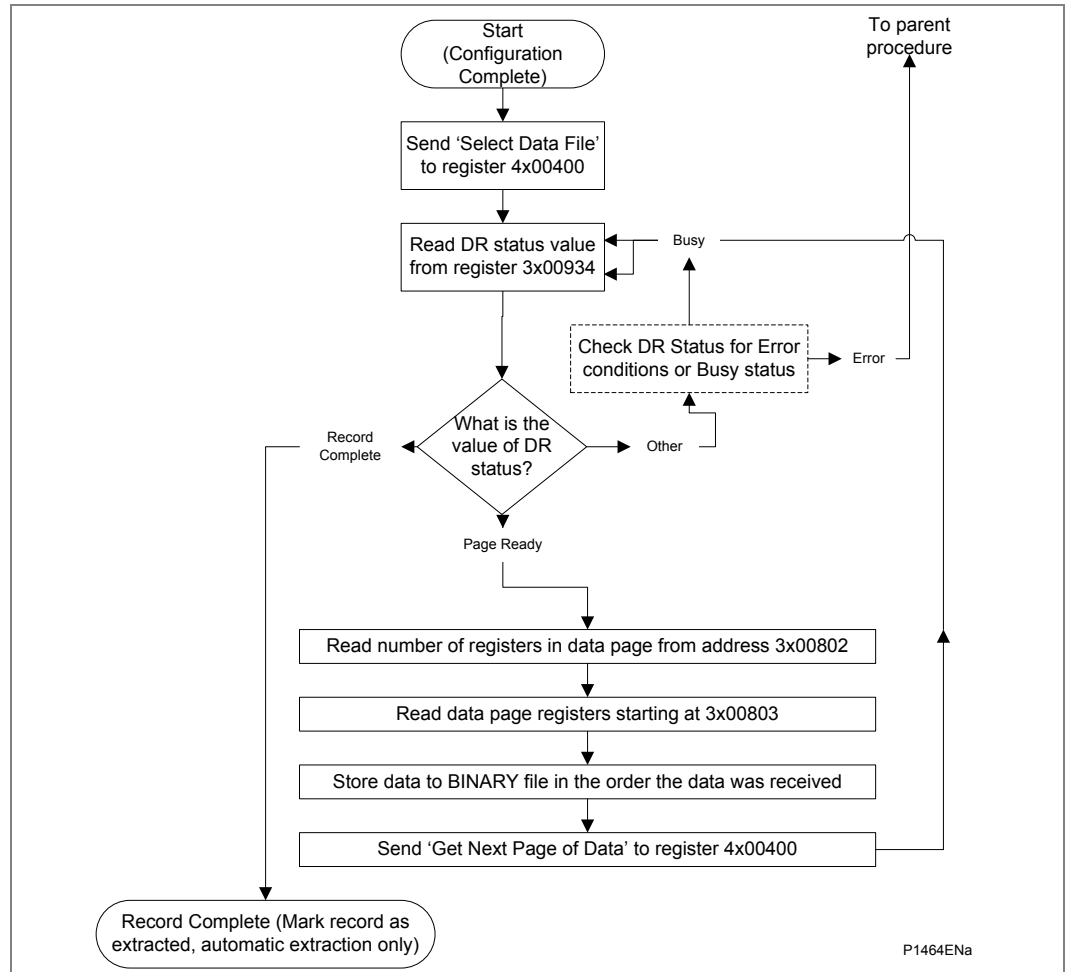 Start
(Configuration
Complete)
To parent
procedure
Send ‘Select Data File’
to register 4x00400
Read DR status value
from register 3x00934
Busy
Check DR Status for Error
conditions or Busy status
Error
What is the
value of DR
status?
Record
Complete
Other
Page Ready
Read number of registers in data page from address 3x00802
Read data page registers starting at 3x00803
Store data to BINARY file in the order the data was received
Send ‘Get Next Page of Data’ to register 4x00400
Record Complete (Mark record as
extracted, automatic extraction only)
P1464ENa